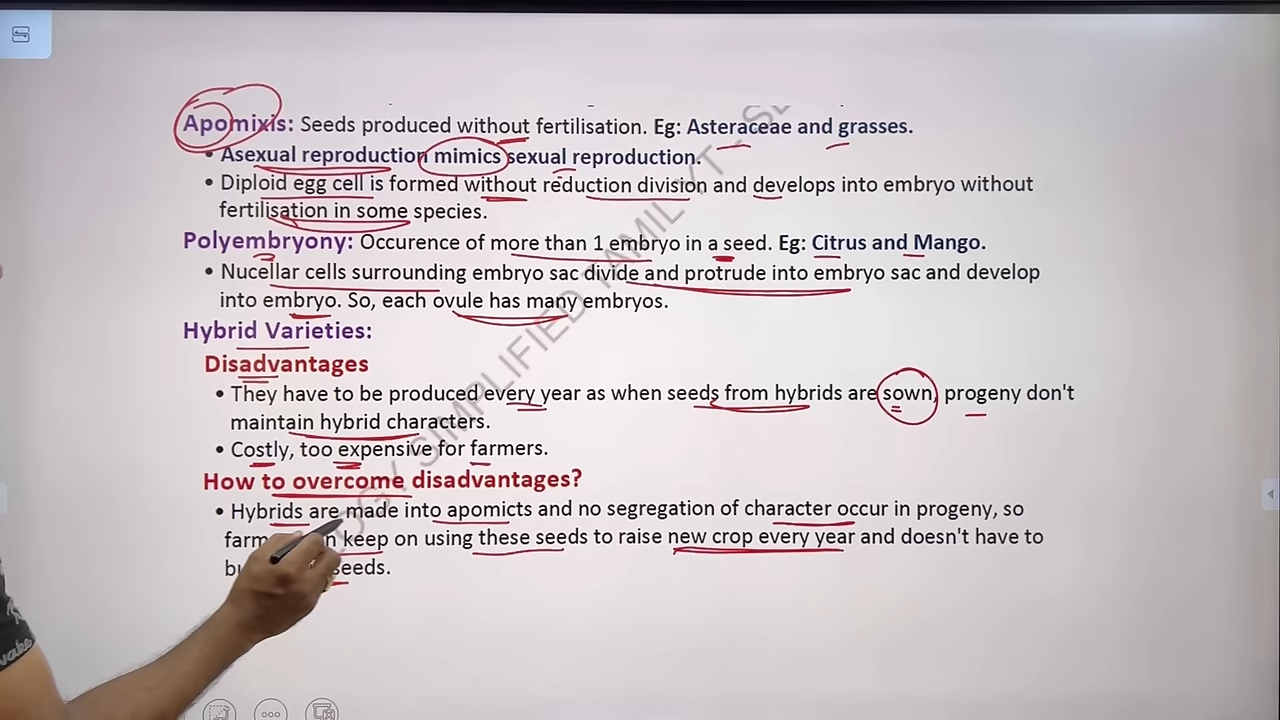 Apomixis: Seeds produced without fertilisation. Eg: Asteraceae and grasses.
• Asexual reproduction mimics sexual reproduction.
• Diploid egg cell is formed without reduction division and develops into embryo without
fertilisation in some species.
Polyembryony: Occurence of more than 1 embryo in a seed. Eg: Citrus and Mango.
• Nucellar cells surrounding embryo sac divide and protrude into embryo sac and develop
into embryo. So, each ovule has many embryos.
Hybrid Varieties:
Disadvantages
• They have to be produced every year as when seeds from hybrids are sown, progeny don't
maintain hybrid characters.
• Costly, too expensive for farmers.
How to overcome disadvantages?
• Hybrids are made into apomicts and no segregation of character occur in progeny, so
keep on using these seeds to raise new crop every year and doesn't have to
seeds.
SIMPLIFIED TAMIL YT